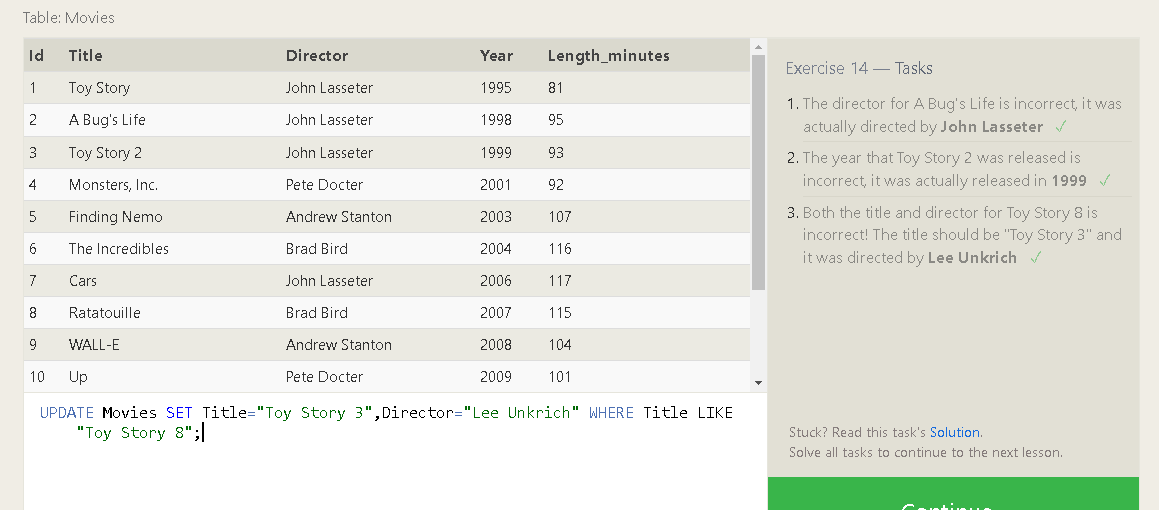 Table: Movies
Id Title Director Year Length_minutes
1 Toy Story John Lasseter 1995 81
2 A Bug's Life John Lasseter 1998 95
3 Toy Story 2 John Lasseter 1999 93
4 Monsters, Inc. Pete Docter 2001 92
5 Finding Nemo Andrew Stanton 2003 107
6 The Incredibles Brad Bird 2004 116
7 Cars John Lasseter 2006 117
8 Ratatouille Brad Bird 2007 115
9 WALL-E Andrew Stanton 2008 104
10 Up Pete Docter 2009 101
UPDATE Movies SET Title="Toy Story 3",Director="Lee Unkrich" WHERE Title LIKE
"Toy Story 8";
Exercise 14 — Tasks
1. The director for A Bug's Life is incorrect, it was
actually directed by John Lasseter ✓
2. The year that Toy Story 2 was released is
incorrect, it was actually released in 1999 ✓
3. Both the title and director for Toy Story 8 is
incorrect! The title should be "Toy Story 3" and
it was directed by Lee Unkrich ✓
Stuck? Read this task's Solution.
Solve all tasks to continue to the next lesson.
Continue